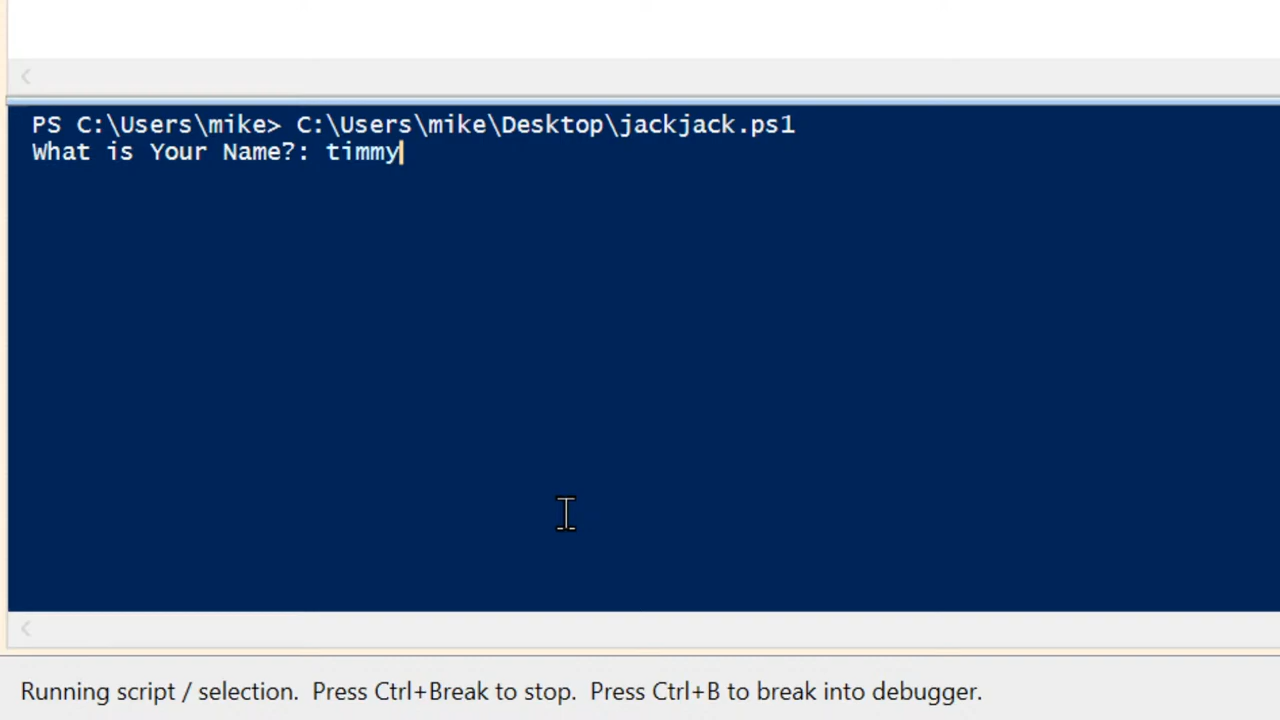 PS C:\Users\mike> C:\Users\mike\Desktop\jackjack.ps1
What is Your Name?: timmy
Running script / selection.  Press Ctrl+Break to stop.  Press Ctrl+B to break into debugger.